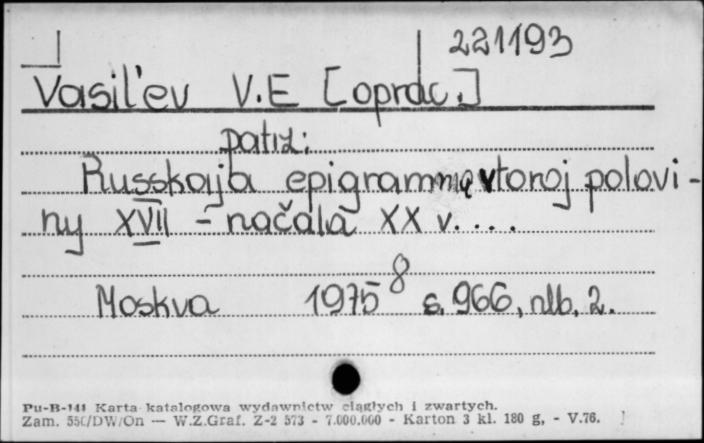 221193
Vasil'ev V.E [oprac.]
patrz:
Russkaja epigramma vtoroj polovi-
ny XVII - načala XX v. ...
Moskva 1975 8 s. 966, nlb. 2.
Pu-B-141 Karta katalogowa wydawnictw ciągłych i zwartych.
Zam. 550/DW/On — W.Z.Graf. Z-2 573 - 7.000.000 - Karton 3 kl. 180 g, - V.76.